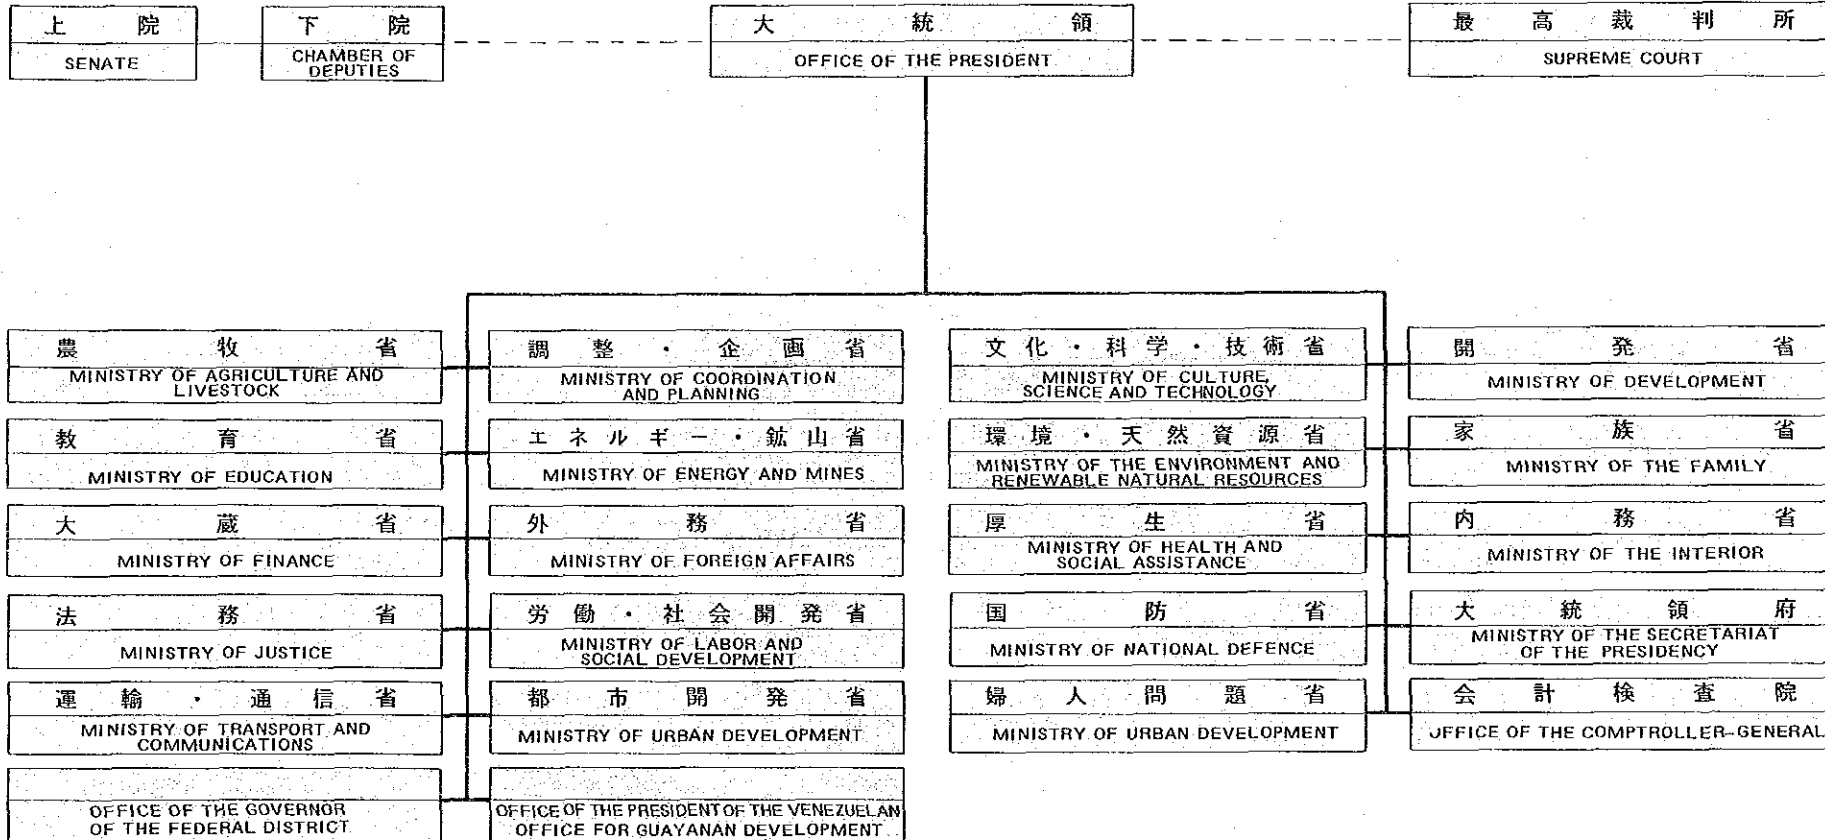 上院
SENATE
下院
CHAMBER OF
DEPUTIES
大統領
OFFICE OF THE PRESIDENT
最高裁判所
SUPREME COURT
農牧省
MINISTRY OF AGRICULTURE AND
LIVESTOCK
調整・企画省
MINISTRY OF COORDINATION
AND PLANNING
文化・科学・技術省
MINISTRY OF CULTURE,
SCIENCE AND TECHNOLOGY
開発省
MINISTRY OF DEVELOPMENT
教育省
MINISTRY OF EDUCATION
エネルギー・鉱山省
MINISTRY OF ENERGY AND MINES
環境・天然資源省
MINISTRY OF THE ENVIRONMENT AND
RENEWABLE NATURAL RESOURCES
家族省
MINISTRY OF THE FAMILY
大蔵省
MINISTRY OF FINANCE
外務省
MINISTRY OF FOREIGN AFFAIRS
厚生省
MINISTRY OF HEALTH AND
SOCIAL ASSISTANCE
内務省
MINISTRY OF THE INTERIOR
法務省
MINISTRY OF JUSTICE
労働・社会開発省
MINISTRY OF LABOR AND
SOCIAL DEVELOPMENT
国防省
MINISTRY OF NATIONAL DEFENCE
大統領府
MINISTRY OF THE SECRETARIAT
OF THE PRESIDENCY
運輸・通信省
MINISTRY OF TRANSPORT AND
COMMUNICATIONS
都市開発省
MINISTRY OF URBAN DEVELOPMENT
婦人問題省
MINISTRY OF URBAN DEVELOPMENT
会計検査院
OFFICE OF THE COMPTROLLER-GENERAL
OFFICE OF THE GOVERNOR
OF THE FEDERAL DISTRICT
OFFICE OF THE PRESIDENT OF THE VENEZUELAN
OFFICE FOR GUAYANAN DEVELOPMENT